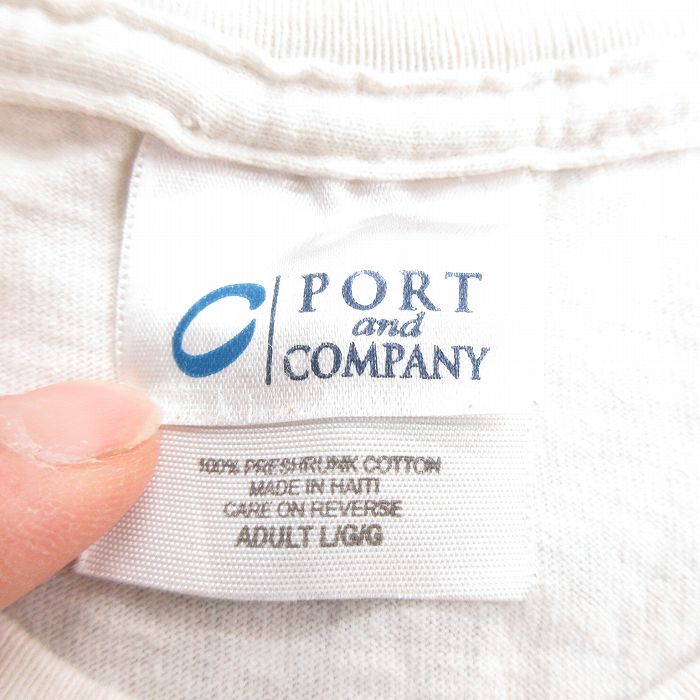 PORT
and
COMPANY
100% PRESHRUNK COTTON
MADE IN HAITI
CARE ON REVERSE
ADULT L/G/G